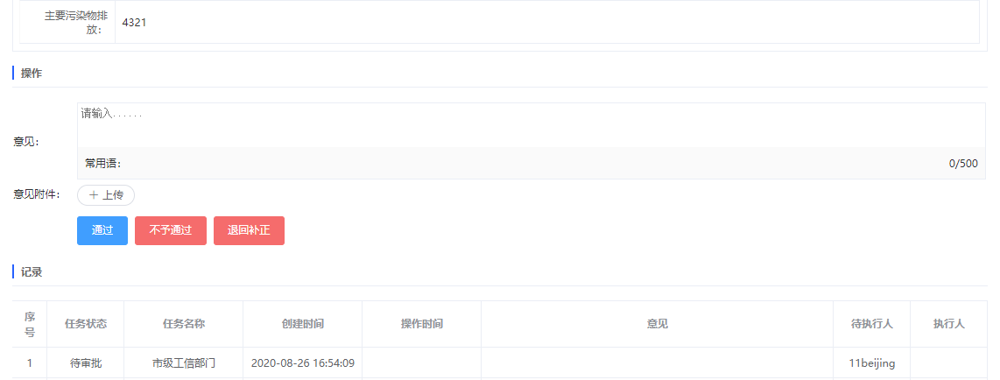 主要污染物排
放：
4321
操作
请输入......
意见：
常用语：
0/500
意见附件：
+ 上传
通过 不予通过 退回补正
记录
序号 任务状态 任务名称 创建时间 操作时间 意见 待执行人 执行人
1 待审批 市级工信部门 2020-08-26 16:54:09 11beijing